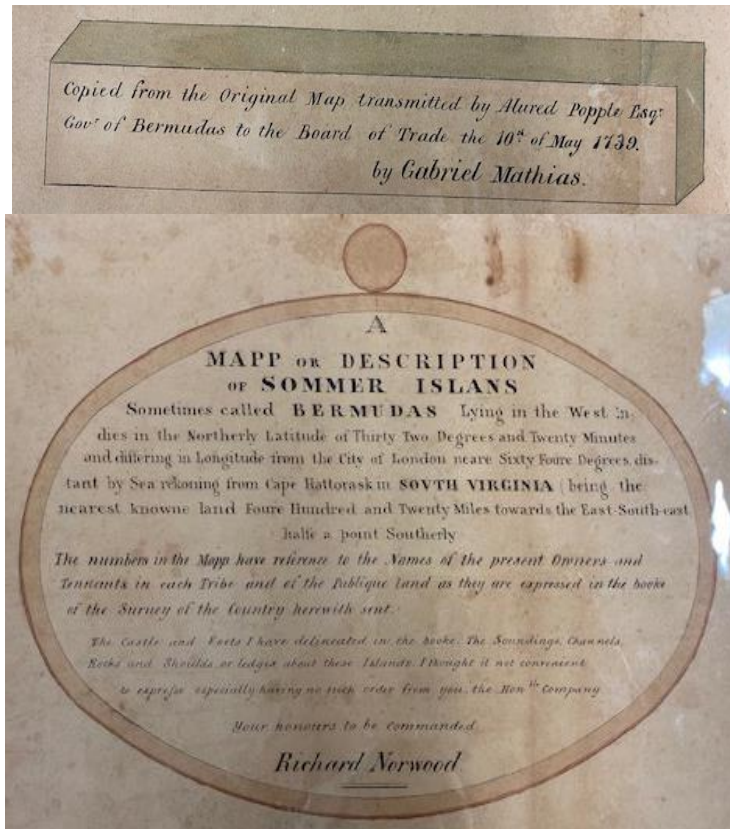 Copied from the Original Map transmitted by Alured Popple Esqr.
Govr. of Bermudas to the Board of Trade the 10th of May 1739.
by Gabriel Mathias.
A
MAPP OR DESCRIPTION
OF SOMMER ISLANS
Sometimes called BERMUDAS Lying in the West In-
dies in the Northerly Latitude of Thirty Two Degrees and Twenty Minutes
and differing in Longitude from the City of London neare Sixty Foure Degrees, dis-
tant by Sea rekoning from Cape Hattorask in SOVTH VIRGINIA (being the
nearest knowne land Foure Hundred and Twenty Miles towards the East-South-east
halfe a point Southerly
The numbers in the Mapp have reference to the Names of the present Owners and
Tennants in each Tribe and of the Publique land as they are expressed in the booke
of the Survey of the Country herewith sent.
The Castle and Forts I have delineated in the booke. The Soundings, Channels,
Rocks and Shoulds or ledgis about these Islands, I thought it not convenient
to expresse especially having no such order from you, the Honble Company
Your honours to be commanded
Richard Norwood